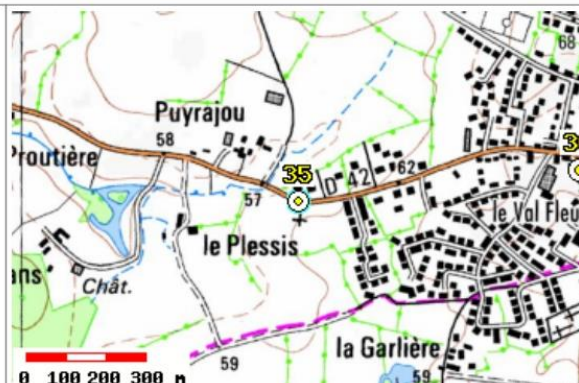 68
Puyrajou
58
Proutière
35
3
D 42
62
57
le Val Fleu
le Plessis
ans
Chât.
la Garlière
59
59
0 100 200 300 m